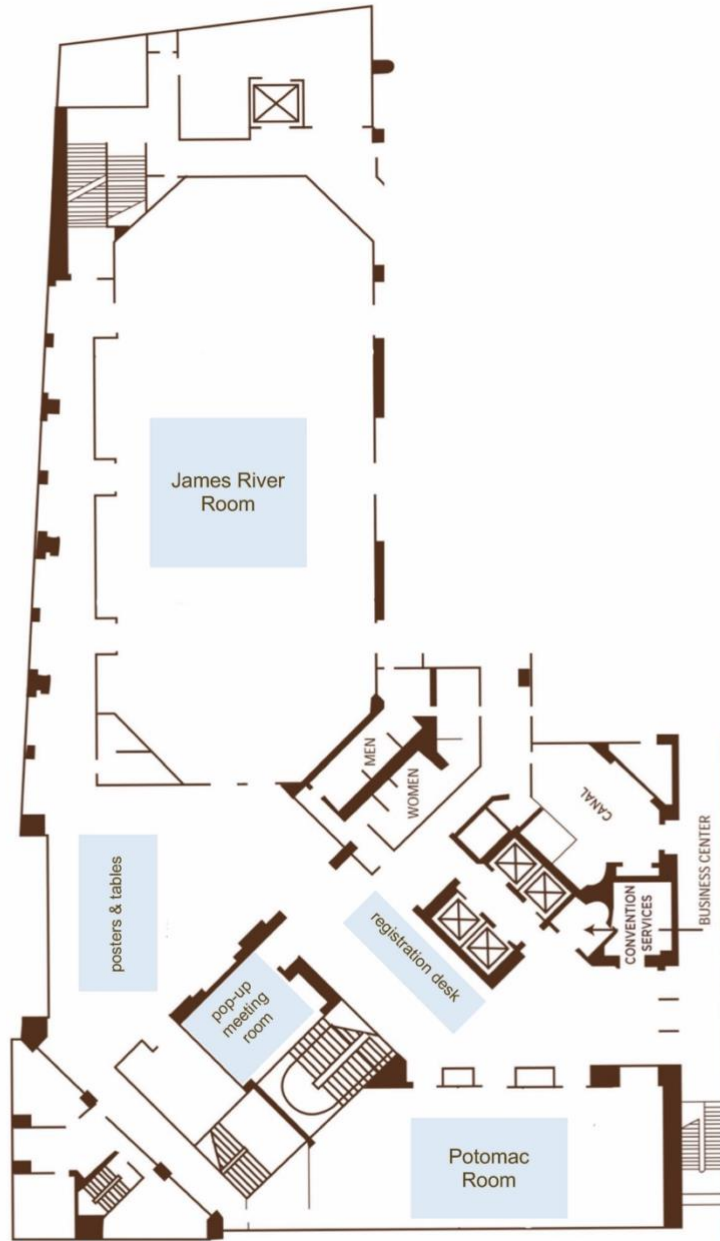 James River
Room
MEN
WOMEN
CANAL
BUSINESS CENTER
posters & tables
registration desk
CONVENTION
SERVICES
pop-up
meeting
room
Potomac
Room